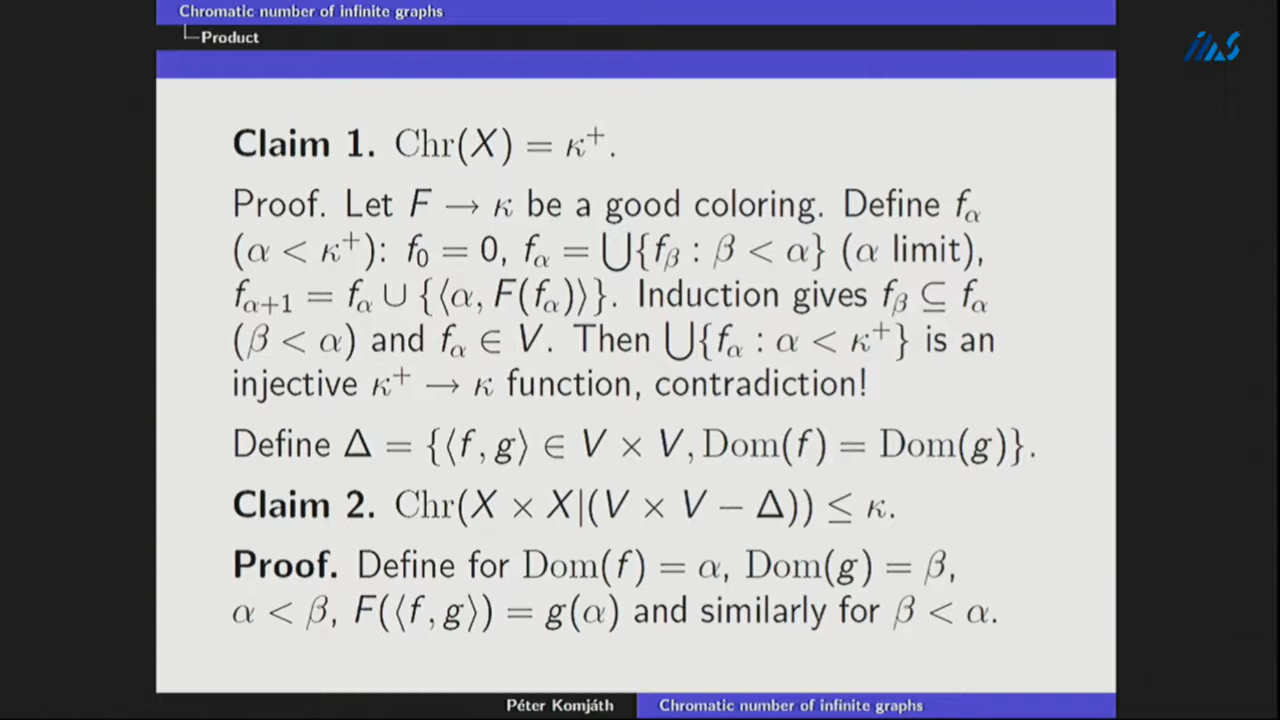 Chromatic number of infinite graphs
Product
Claim 1. Chr(X) = κ⁺.
Proof. Let F → κ be a good coloring. Define f_α
(α < κ⁺): f₀ = 0, f_α = ⋃{f_β : β < α} (α limit),
f_{α+1} = f_α ∪ {⟨α, F(f_α)⟩}. Induction gives f_β ⊆ f_α
(β < α) and f_α ∈ V. Then ⋃{f_α : α < κ⁺} is an
injective κ⁺ → κ function, contradiction!
Define Δ = {⟨f, g⟩ ∈ V × V, Dom(f) = Dom(g)}.
Claim 2. Chr(X × X|(V × V − Δ)) ≤ κ.
Proof. Define for Dom(f) = α, Dom(g) = β,
α < β, F(⟨f, g⟩) = g(α) and similarly for β < α.
Péter Komjáth
Chromatic number of infinite graphs